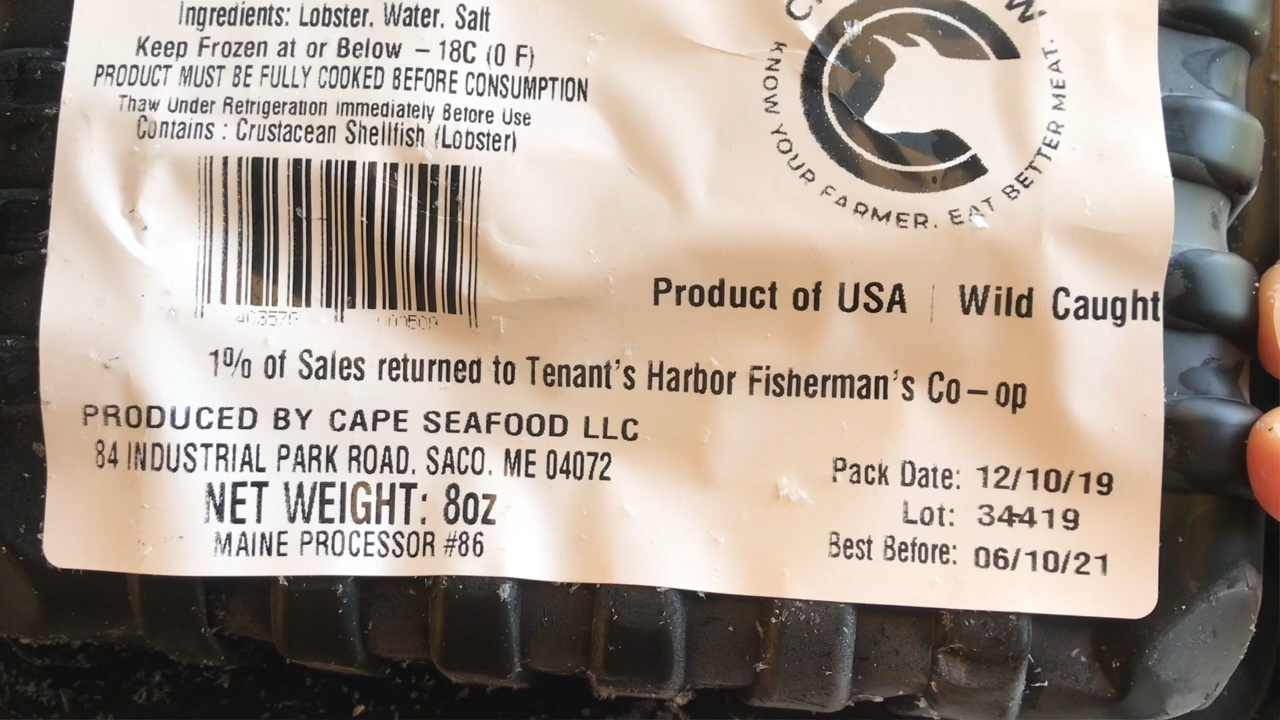 Ingredients: Lobster. Water. Salt
Keep Frozen at or Below – 18C (0 F)
PRODUCT MUST BE FULLY COOKED BEFORE CONSUMPTION
Thaw Under Refrigeration immediately Before Use
Contains : Crustacean Shellfish (Lobster)
KNOW YOUR FARMER. EAT BETTER MEAT.
Product of USA | Wild Caught
1% of Sales returned to Tenant's Harbor Fisherman's Co–op
PRODUCED BY CAPE SEAFOOD LLC
84 INDUSTRIAL PARK ROAD. SACO. ME 04072
NET WEIGHT: 8oz
MAINE PROCESSOR #86
Pack Date: 12/10/19
Lot: 34419
Best Before: 06/10/21